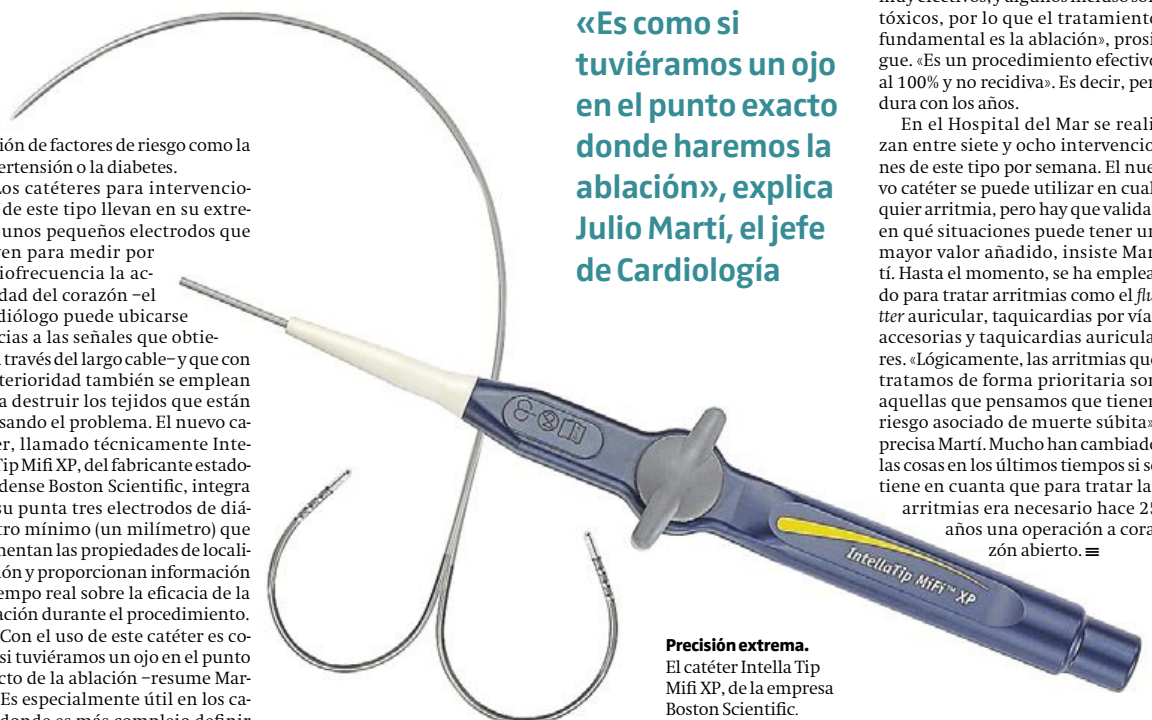 ión de factores de riesgo como la
ertensión o la diabetes.
os catéteres para intervencio-
de este tipo llevan en su extre-
unos pequeños electrodos que
en para medir por
iofrecuencia la ac-
dad del corazón –el
diólogo puede ubicarse
cias a las señales que obtie-
través del largo cable– y que con
terioridad también se emplean
a destruir los tejidos que están
sando el problema. El nuevo ca-
er, llamado técnicamente Inte-
Tip Mifi XP, del fabricante estado-
dense Boston Scientific, integra
su punta tres electrodos de diá-
tro mínimo (un milímetro) que
mentan las propiedades de locali-
ión y proporcionan información
empo real sobre la eficacia de la
ación durante el procedimiento.
Con el uso de este catéter es co-
si tuviéramos un ojo en el punto
cto de la ablación –resume Mar-
Es especialmente útil en los ca-
donde es más complejo definir
«Es como si
tuviéramos un ojo
en el punto exacto
donde haremos la
ablación», explica
Julio Martí, el jefe
de Cardiología
IntellaTip MiFi™ XP
Precisión extrema.
El catéter Intella Tip
Mifi XP, de la empresa
Boston Scientific.
tóxicos, por lo que el tratamiento
fundamental es la ablación», prosi
gue. «Es un procedimiento efectivo
al 100% y no recidiva». Es decir, per
dura con los años.
En el Hospital del Mar se reali
zan entre siete y ocho intervencio
nes de este tipo por semana. El nue
vo catéter se puede utilizar en cual
quier arritmia, pero hay que valida
en qué situaciones puede tener un
mayor valor añadido, insiste Mar
tí. Hasta el momento, se ha emplea
do para tratar arritmias como el flu
tter auricular, taquicardias por vía
accesorias y taquicardias auricula
res. «Lógicamente, las arritmias que
tratamos de forma prioritaria son
aquellas que pensamos que tienen
riesgo asociado de muerte súbita»
precisa Martí. Mucho han cambiado
las cosas en los últimos tiempos si se
tiene en cuanta que para tratar la
arritmias era necesario hace 25
años una operación a cora
zón abierto.